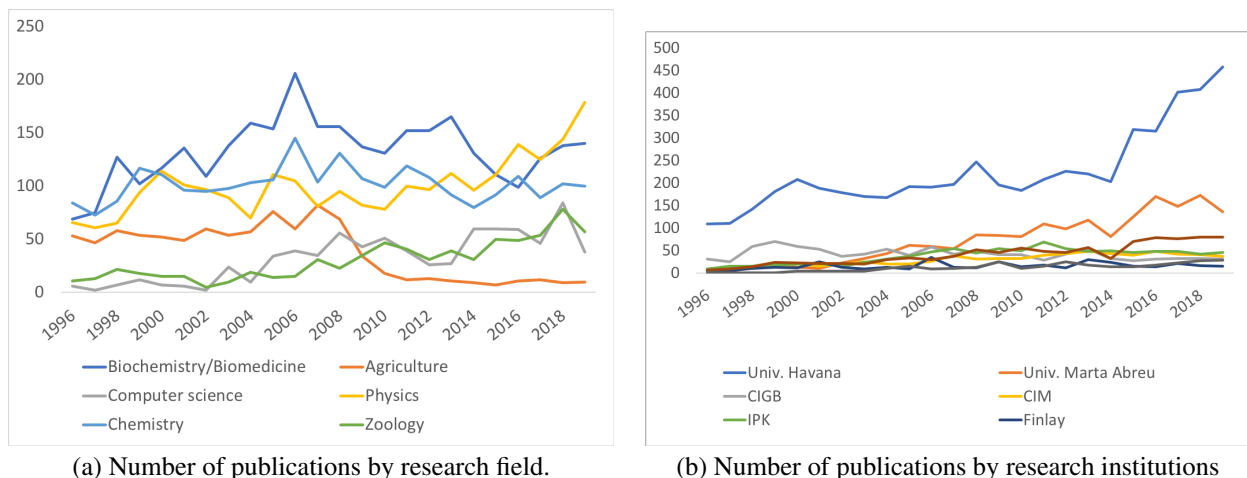 250
200
150
100
50
0
1996
1998
2000
2002
2004
2006
2008
2010
2012
2014
2016
2018
Biochemistry/Biomedicine
Agriculture
Computer science
Physics
Chemistry
Zoology
(a) Number of publications by research field.
500
450
400
350
300
250
200
150
100
50
0
1996
1998
2000
2002
2004
2006
2008
2010
2012
2014
2016
2018
Univ. Havana
Univ. Marta Abreu
CIGB
CIM
IPK
Finlay
(b) Number of publications by research institutions